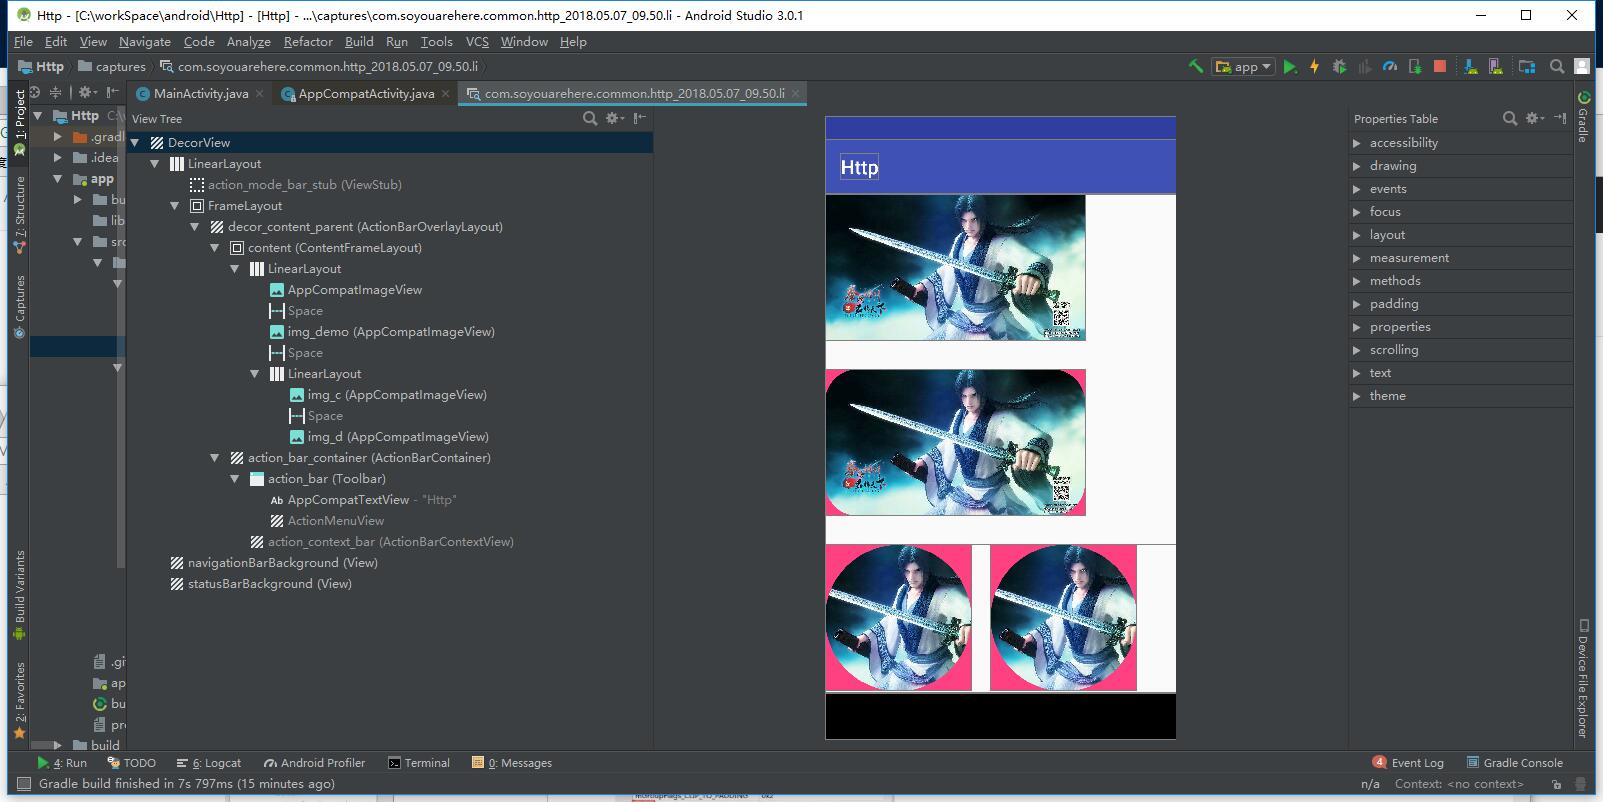 Http - [C:\workSpace\android\Http] - [Http] - ...\captures\com.soyouarehere.common.http_2018.05.07_09.50.li - Android Studio 3.0.1
File Edit View Navigate Code Analyze Refactor Build Run Tools VCS Window Help
Http captures com.soyouarehere.common.http_2018.05.07_09.50.li
app
1: Project
7: Structure
Captures
Build Variants
2: Favorites
Http C:\
.gradl
.idea
app
bu
lib
src
.gi
ap
bu
pro
build
MainActivity.java AppCompatActivity.java com.soyouarehere.common.http_2018.05.07_09.50.li
View Tree
DecorView
LinearLayout
action_mode_bar_stub (ViewStub)
FrameLayout
decor_content_parent (ActionBarOverlayLayout)
content (ContentFrameLayout)
LinearLayout
AppCompatImageView
Space
img_demo (AppCompatImageView)
Space
LinearLayout
img_c (AppCompatImageView)
Space
img_d (AppCompatImageView)
action_bar_container (ActionBarContainer)
action_bar (Toolbar)
Ab AppCompatTextView - "Http"
ActionMenuView
action_context_bar (ActionBarContextView)
navigationBarBackground (View)
statusBarBackground (View)
Http
Properties Table
accessibility
drawing
events
focus
layout
measurement
methods
padding
properties
scrolling
text
theme
Gradle
Device File Explorer
4: Run TODO 6: Logcat Android Profiler Terminal 0: Messages
4 Event Log Gradle Console
Gradle build finished in 7s 797ms (15 minutes ago)
n/a Context: <no context>